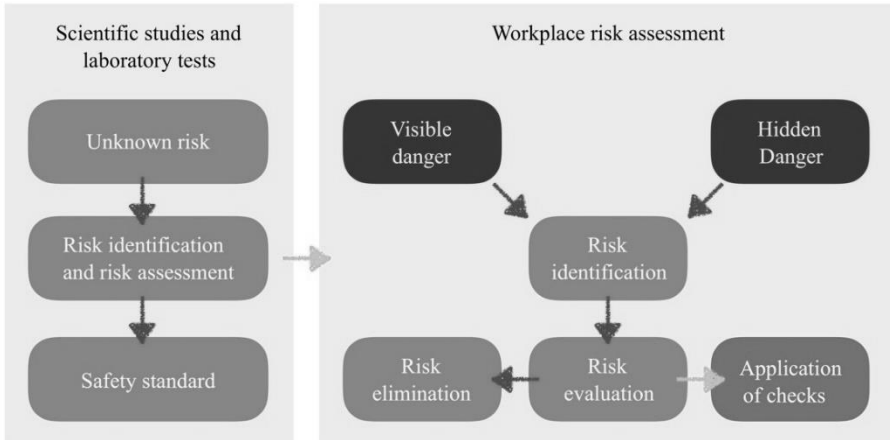 Scientific studies and
laboratory tests
Unknown risk
Risk identification
and risk assessment
Safety standard
Workplace risk assessment
Visible
danger
Hidden
Danger
Risk
identification
Risk
elimination
Risk
evaluation
Application
of checks